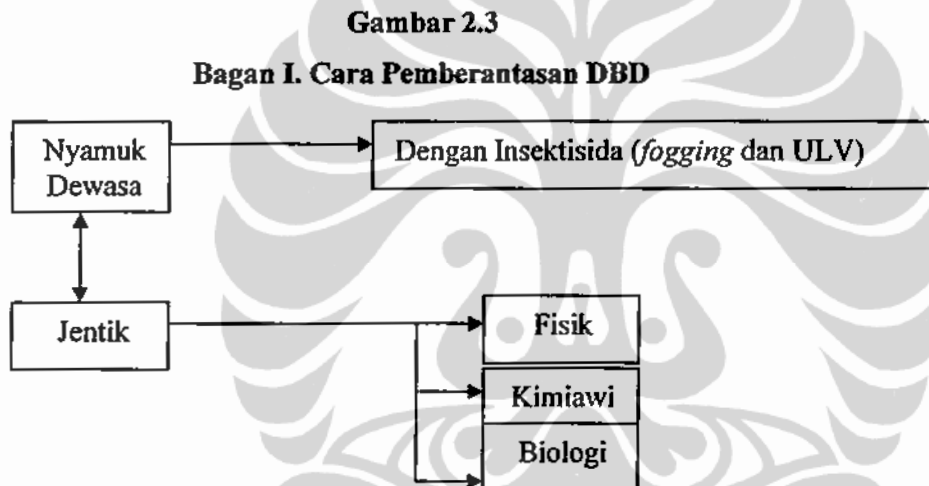 Gambar 2.3
Bagan I. Cara Pemberantasan DBD
Nyamuk
Dewasa
Dengan Insektisida (fogging dan ULV)
Jentik
Fisik
Kimiawi
Biologi